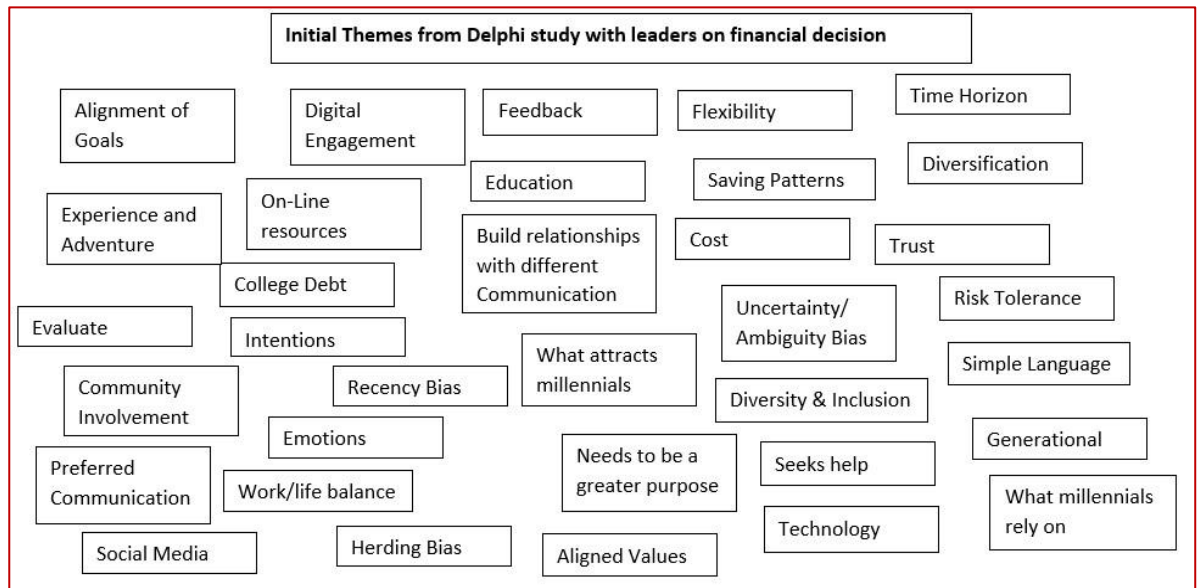 Initial Themes from Delphi study with leaders on financial decision
Alignment of
Goals
Digital
Engagement
Feedback
Flexibility
Time Horizon
Experience and
Adventure
On-Line
resources
Education
Saving Patterns
Diversification
Build relationships
with different
Communication
Cost
Trust
College Debt
Evaluate
Intentions
Uncertainty/
Ambiguity Bias
Risk Tolerance
What attracts
millennials
Simple Language
Community
Involvement
Recency Bias
Diversity & Inclusion
Emotions
Generational
Preferred
Communication
Work/life balance
Needs to be a
greater purpose
Seeks help
What millennials
rely on
Social Media
Herding Bias
Aligned Values
Technology